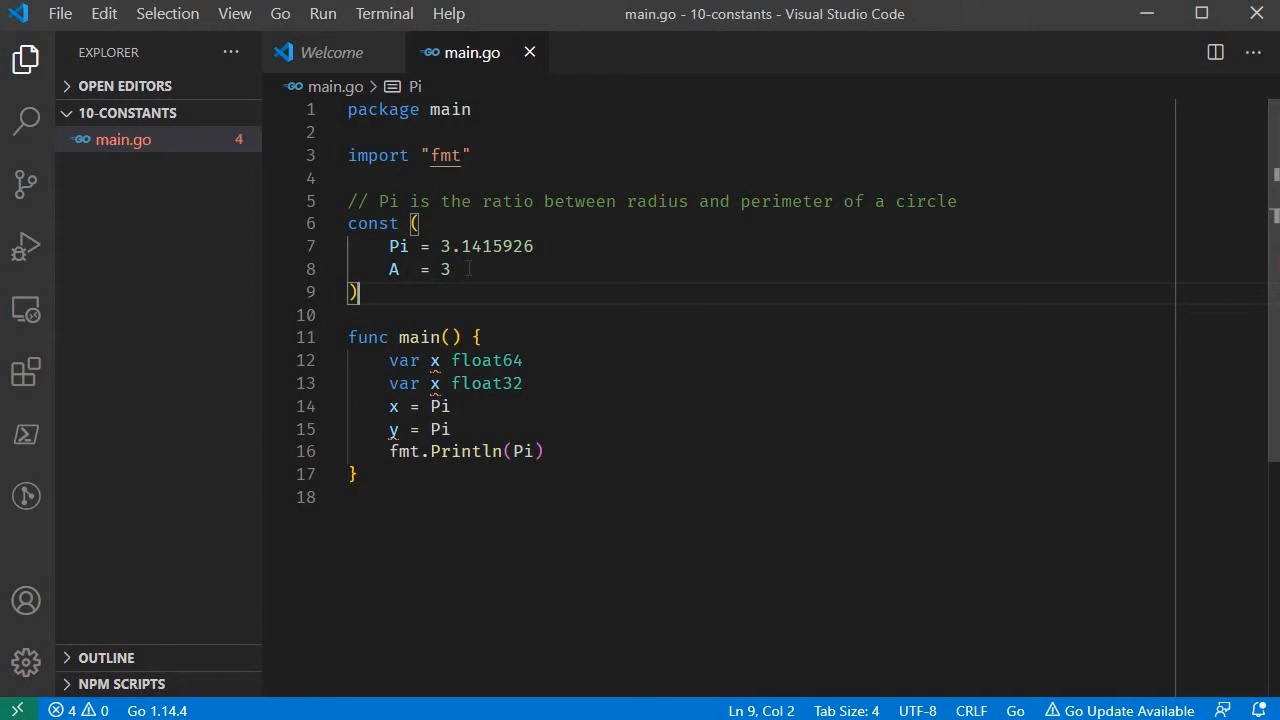 File Edit Selection View Go Run Terminal Help main.go - 10-constants - Visual Studio Code
EXPLORER
OPEN EDITORS
10-CONSTANTS
main.go 4
OUTLINE
NPM SCRIPTS
Welcome main.go
main.go > Pi
1 package main
2
3 import "fmt"
4
5 // Pi is the ratio between radius and perimeter of a circle
6 const (
7 Pi = 3.1415926
8 A = 3
9 )
10
11 func main() {
12 var x float64
13 var x float32
14 x = Pi
15 y = Pi
16 fmt.Println(Pi)
17 }
18
4 0 Go 1.14.4 Ln 9, Col 2 Tab Size: 4 UTF-8 CRLF Go Go Update Available